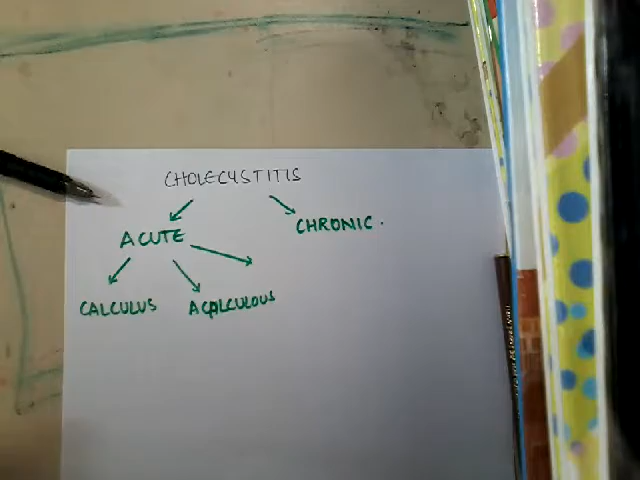 CHOLECYSTITIS
ACUTE
CHRONIC.
CALCULUS
ACALCULOUS